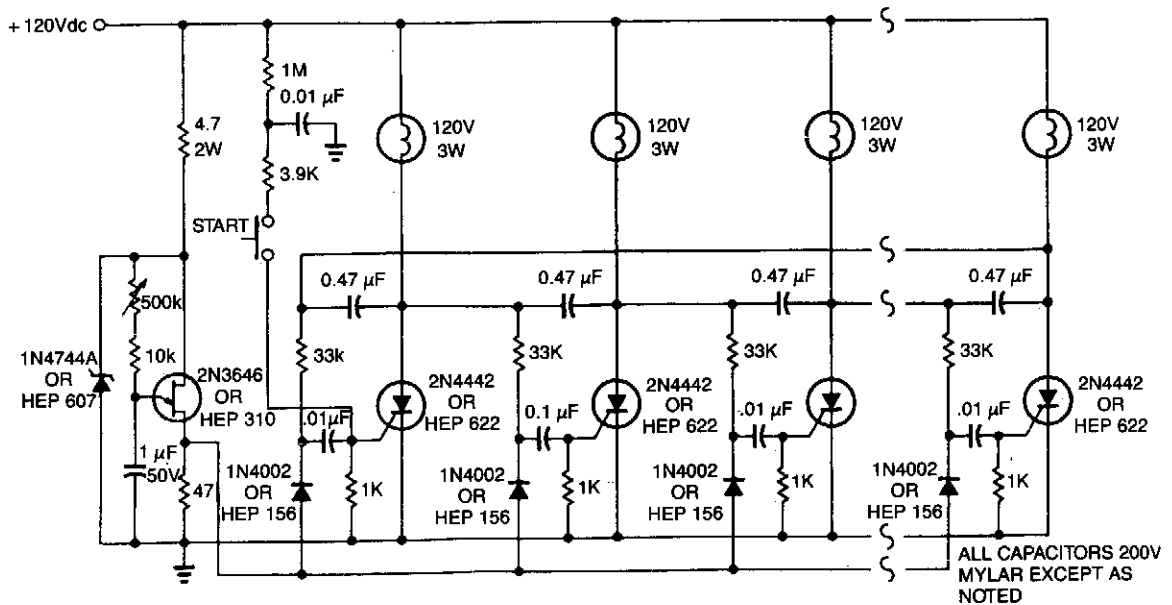 + 120Vdc
1M
0.01 µF
4.7
2W
3.9K
START
120V
3W
120V
3W
120V
3W
120V
3W
0.47 µF
0.47 µF
0.47 µF
0.47 µF
500k
10k
1N4744A
OR
HEP 607
2N3646
OR
HEP 310
1 µF
50V
47
33k
33K
33K
33K
.01µF
0.1 µF
.01 µF
.01 µF
2N4442
OR
HEP 622
2N4442
OR
HEP 622
2N4442
OR
HEP 622
1N4002
OR
HEP 156
1N4002
OR
HEP 156
1N4002
OR
HEP 156
1N4002
OR
HEP 156
1K
1K
1K
1K
ALL CAPACITORS 200V
MYLAR EXCEPT AS
NOTED